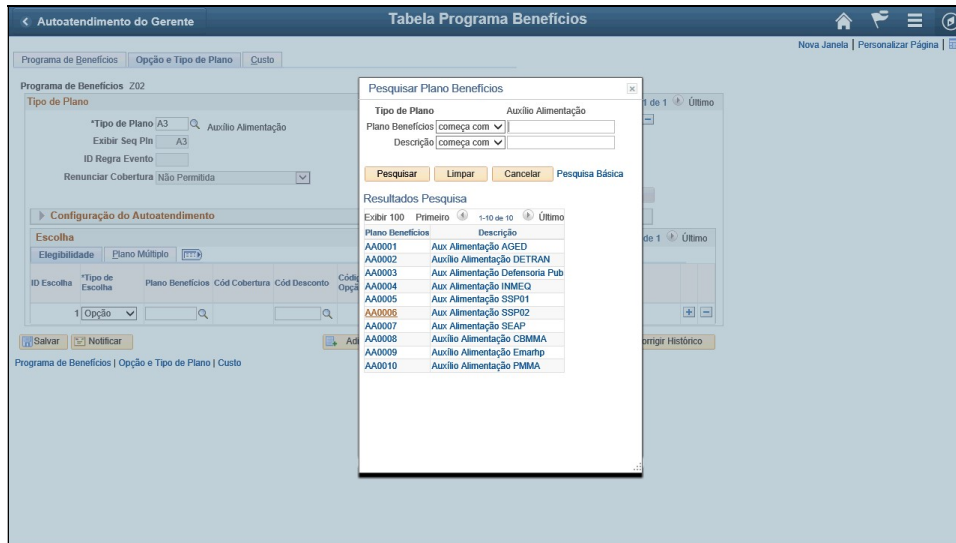 Autoatendimento do Gerente
Tabela Programa Benefícios
Nova Janela | Personalizar Página |
Programa de Benefícios
Opção e Tipo de Plano
Custo
Programa de Benefícios Z02
Tipo de Plano
1 de 1 Último
*Tipo de Plano A3 Auxílio Alimentação
Exibir Seq Pln A3
ID Regra Evento
Renunciar Cobertura Não Permitida
Configuração do Autoatendimento
Escolha
de 1 Último
Elegibilidade
Plano Múltiplo
ID Escolha
*Tipo de Escolha
Plano Benefícios
Cód Cobertura
Cód Desconto
1 Opção
Salvar
Notificar
Adi
orrigir Histórico
Programa de Benefícios | Opção e Tipo de Plano | Custo
Pesquisar Plano Benefícios
Tipo de Plano Auxílio Alimentação
Plano Benefícios começa com
Descrição começa com
Pesquisar
Limpar
Cancelar
Pesquisa Básica
Resultados Pesquisa
Exibir 100 Primeiro 1-10 de 10 Último
Plano Benefícios Descrição
AA0001 Aux Alimentação AGED
AA0002 Auxílio Alimentação DETRAN
AA0003 Aux Alimentação Defensoria Pub
AA0004 Aux Alimentação INMEQ
AA0005 Aux Alimentação SSP01
AA0006 Aux Alimentação SSP02
AA0007 Aux Alimentação SEAP
AA0008 Auxílio Alimentação CBMMA
AA0009 Auxílio Alimentação Emarhp
AA0010 Auxílio Alimentação PMMA